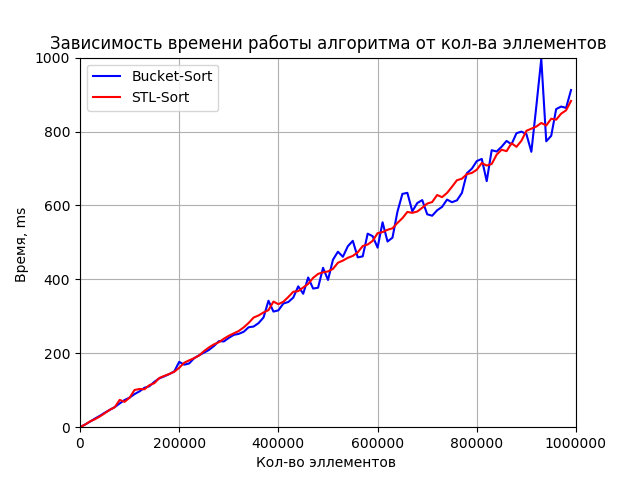 Зависимость времени работы алгоритма от кол-ва эллементов
Bucket-Sort
STL-Sort
Время, ms
1000
800
600
400
200
0
0 200000 400000 600000 800000 1000000
Кол-во эллементов